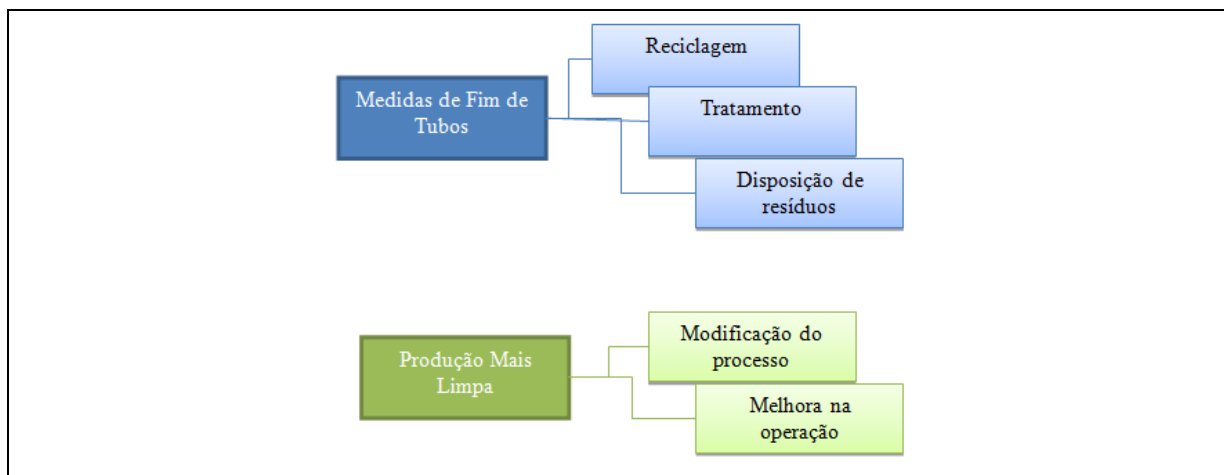 Reciclagem
Medidas de Fim de
Tubos
Tratamento
Disposição de
resíduos
Modificação do
processo
Produção Mais
Limpa
Melhora na
operação